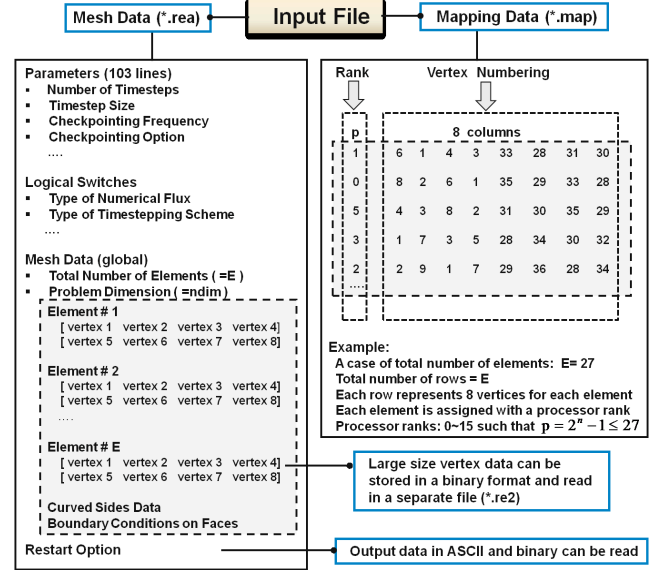 Input File
Mesh Data (*.rea)
Mapping Data (*.map)
Parameters (103 lines)
▪ Number of Timesteps
▪ Timestep Size
▪ Checkpointing Frequency
▪ Checkpointing Option
....
Logical Switches
▪ Type of Numerical Flux
▪ Type of Timestepping Scheme
....
Mesh Data (global)
▪ Total Number of Elements ( =E )
▪ Problem Dimension ( =ndim )
Element # 1
[ vertex 1 vertex 2 vertex 3 vertex 4]
[ vertex 5 vertex 6 vertex 7 vertex 8]
Element # 2
[ vertex 1 vertex 2 vertex 3 vertex 4]
[ vertex 5 vertex 6 vertex 7 vertex 8]
....
Element # E
[ vertex 1 vertex 2 vertex 3 vertex 4]
[ vertex 5 vertex 6 vertex 7 vertex 8]
Curved Sides Data
Boundary Conditions on Faces
Restart Option
Rank Vertex Numbering
p 8 columns
1 6 1 4 3 33 28 31 30
0 8 2 6 1 35 29 33 28
5 4 3 8 2 31 30 35 29
3 1 7 3 5 28 34 30 32
2 2 9 1 7 29 36 28 34
....
Example:
A case of total number of elements: E= 27
Total number of rows = E
Each row represents 8 vertices for each element
Each element is assigned with a processor rank
Processor ranks: 0~15 such that p = 2ⁿ − 1 ≤ 27
Large size vertex data can be
stored in a binary format and read
in a separate file (*.re2)
Output data in ASCII and binary can be read